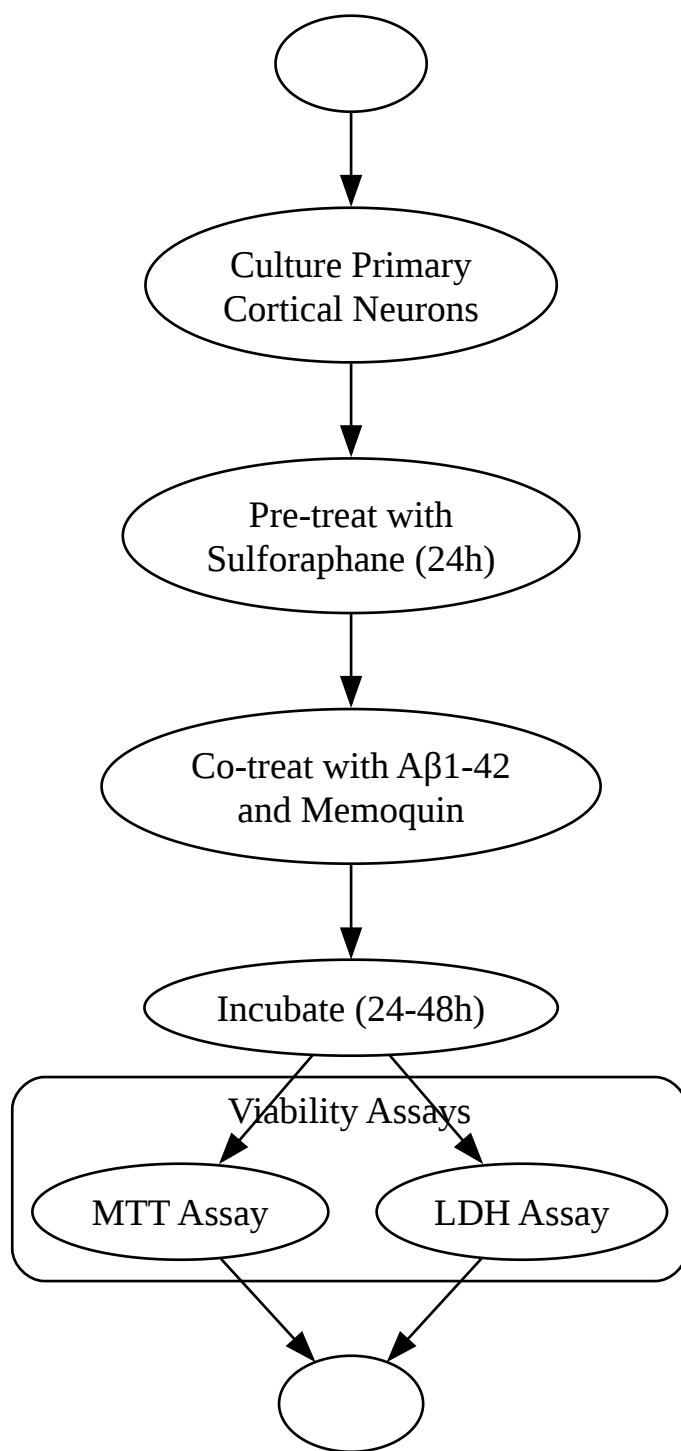 Culture Primary
Cortical Neurons
Pre-treat with
Sulforaphane (24h)
Co-treat with Aβ1-42
and Memoquin
Incubate (24-48h)
Viability Assays
MTT Assay
LDH Assay